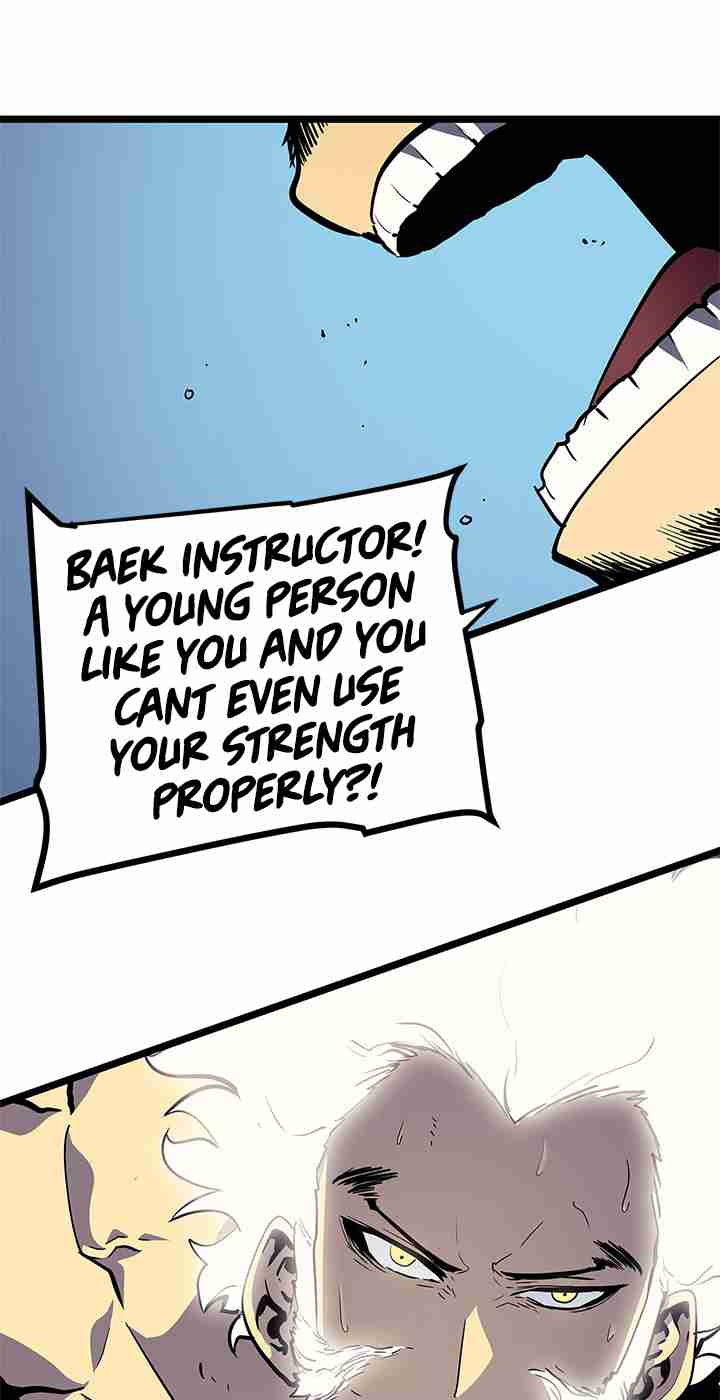 BAEK INSTRUCTOR!
A YOUNG PERSON
LIKE YOU AND YOU
CANT EVEN USE
YOUR STRENGTH
PROPERLY?!